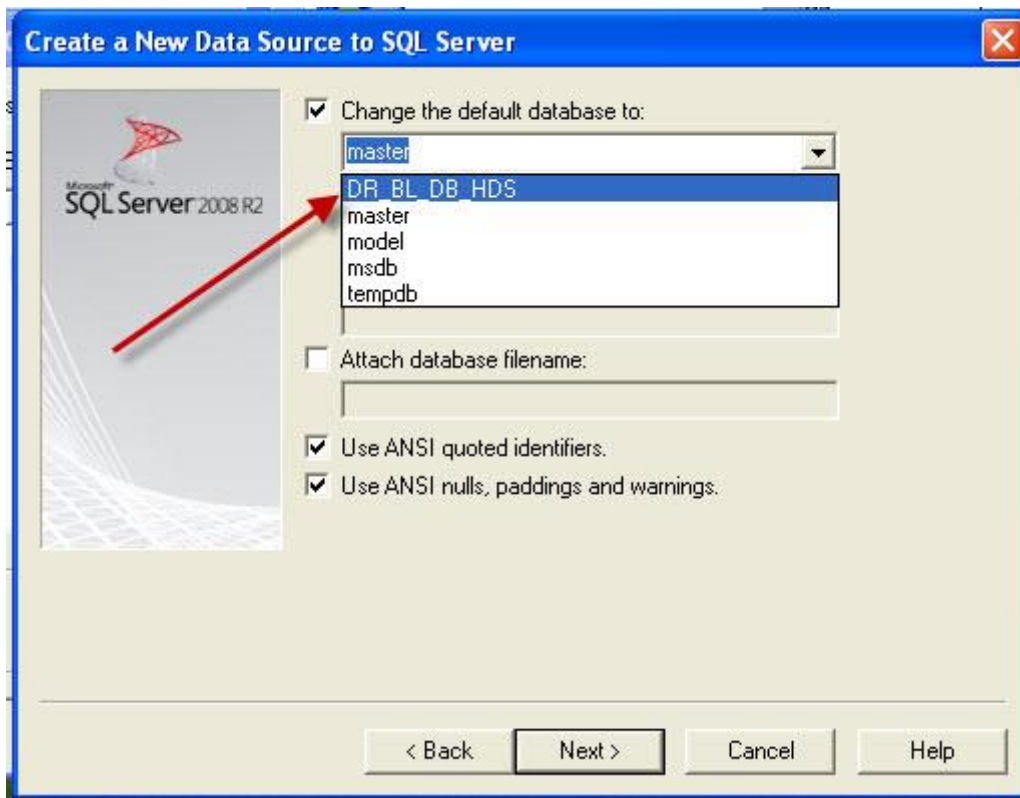 Create a New Data Source to SQL Server
Microsoft
SQL Server 2008 R2
Change the default database to:
master
DR_BL_DB_HDS
master
model
msdb
tempdb
Attach database filename:
Use ANSI quoted identifiers.
Use ANSI nulls, paddings and warnings.
< Back
Next >
Cancel
Help